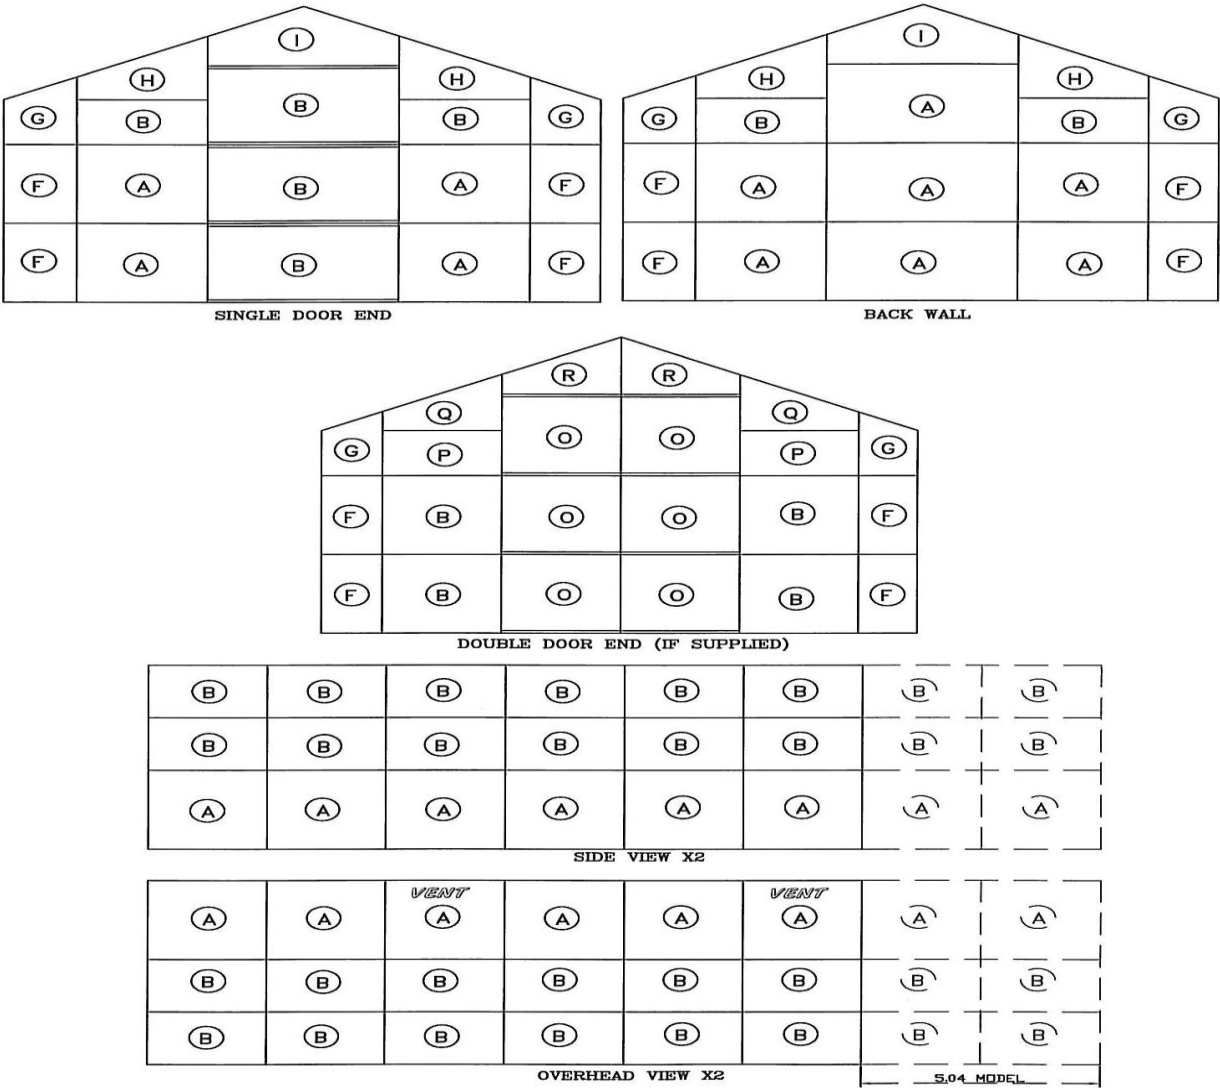 I I
H H H H
B A
G B B G G B B G
F A B A F F A A A F
F A B A F F A A A F
SINGLE DOOR END BACK WALL
R R
Q Q
O O
G P P G
F B O O B F
F B O O B F
DOUBLE DOOR END (IF SUPPLIED)
B B B B B B B B
B B B B B B B B
A A A A A A A A
SIDE VIEW X2
VENT VENT
A A A A A A A A
B B B B B B B B
B B B B B B B B
OVERHEAD VIEW X2
5.04 MODEL